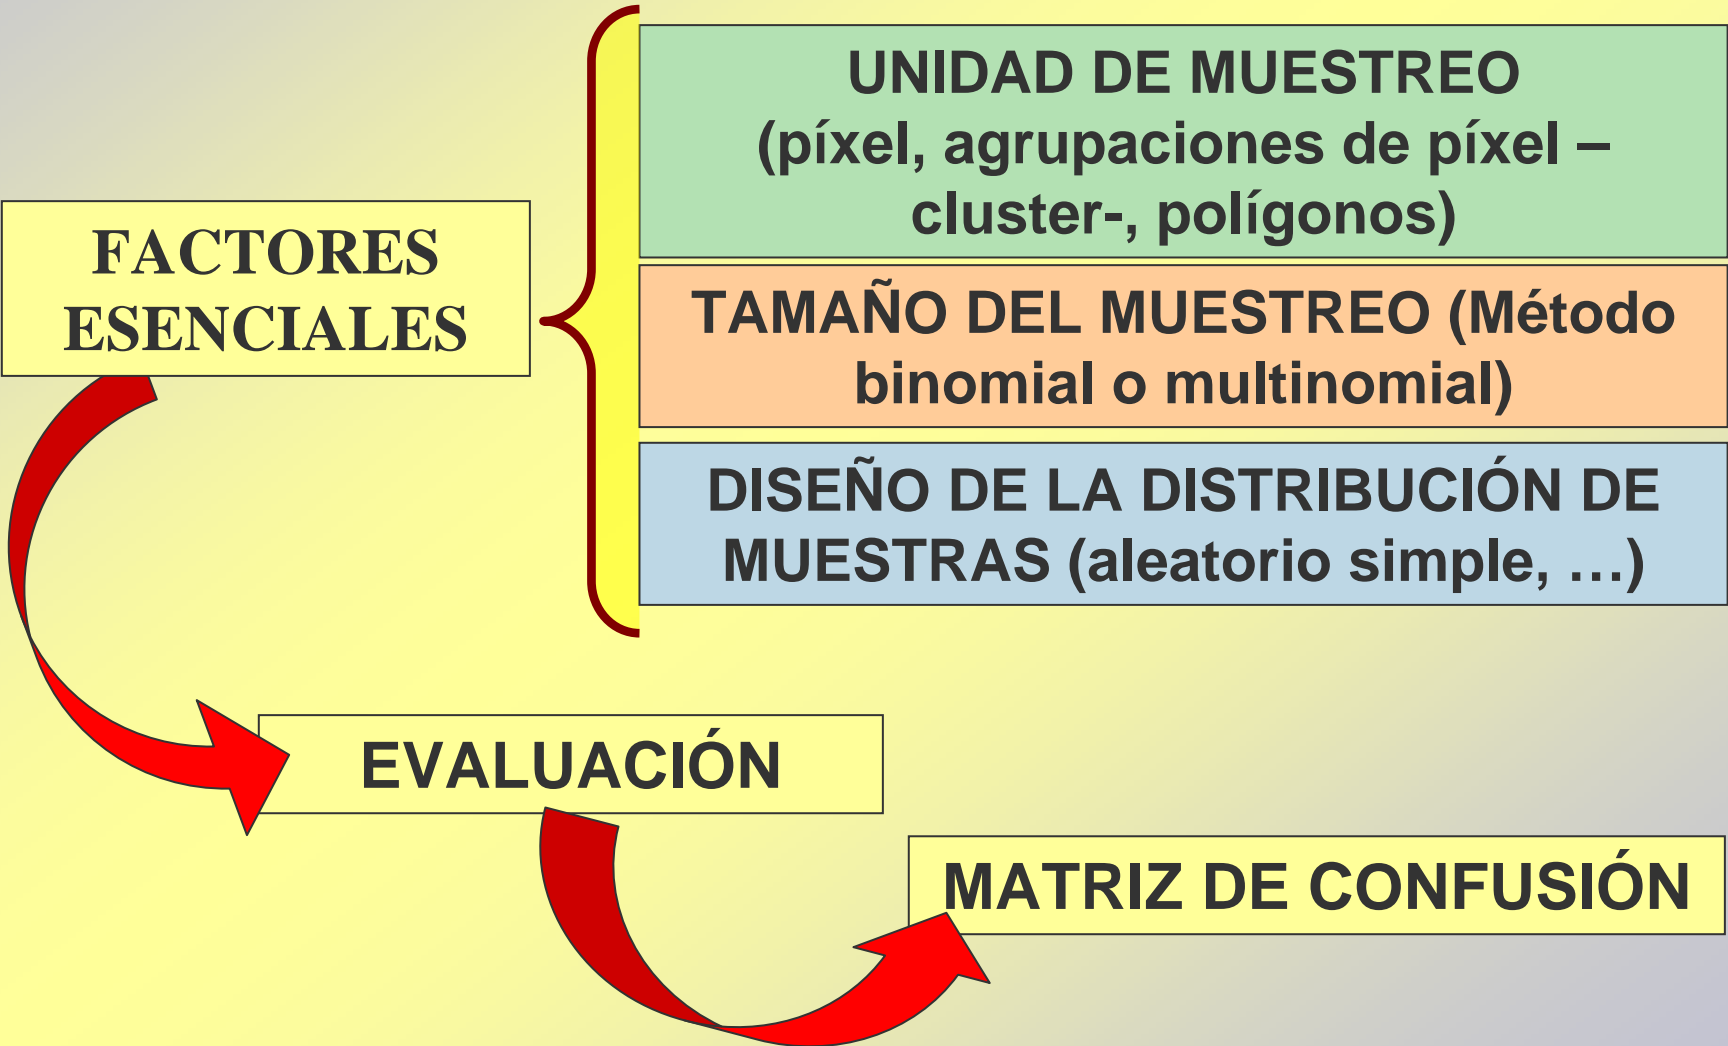 FACTORES
ESENCIALES
UNIDAD DE MUESTREO
(píxel, agrupaciones de píxel –
cluster-, polígonos)
TAMAÑO DEL MUESTREO (Método
binomial o multinomial)
DISEÑO DE LA DISTRIBUCIÓN DE
MUESTRAS (aleatorio simple, …)
EVALUACIÓN
MATRIZ DE CONFUSIÓN